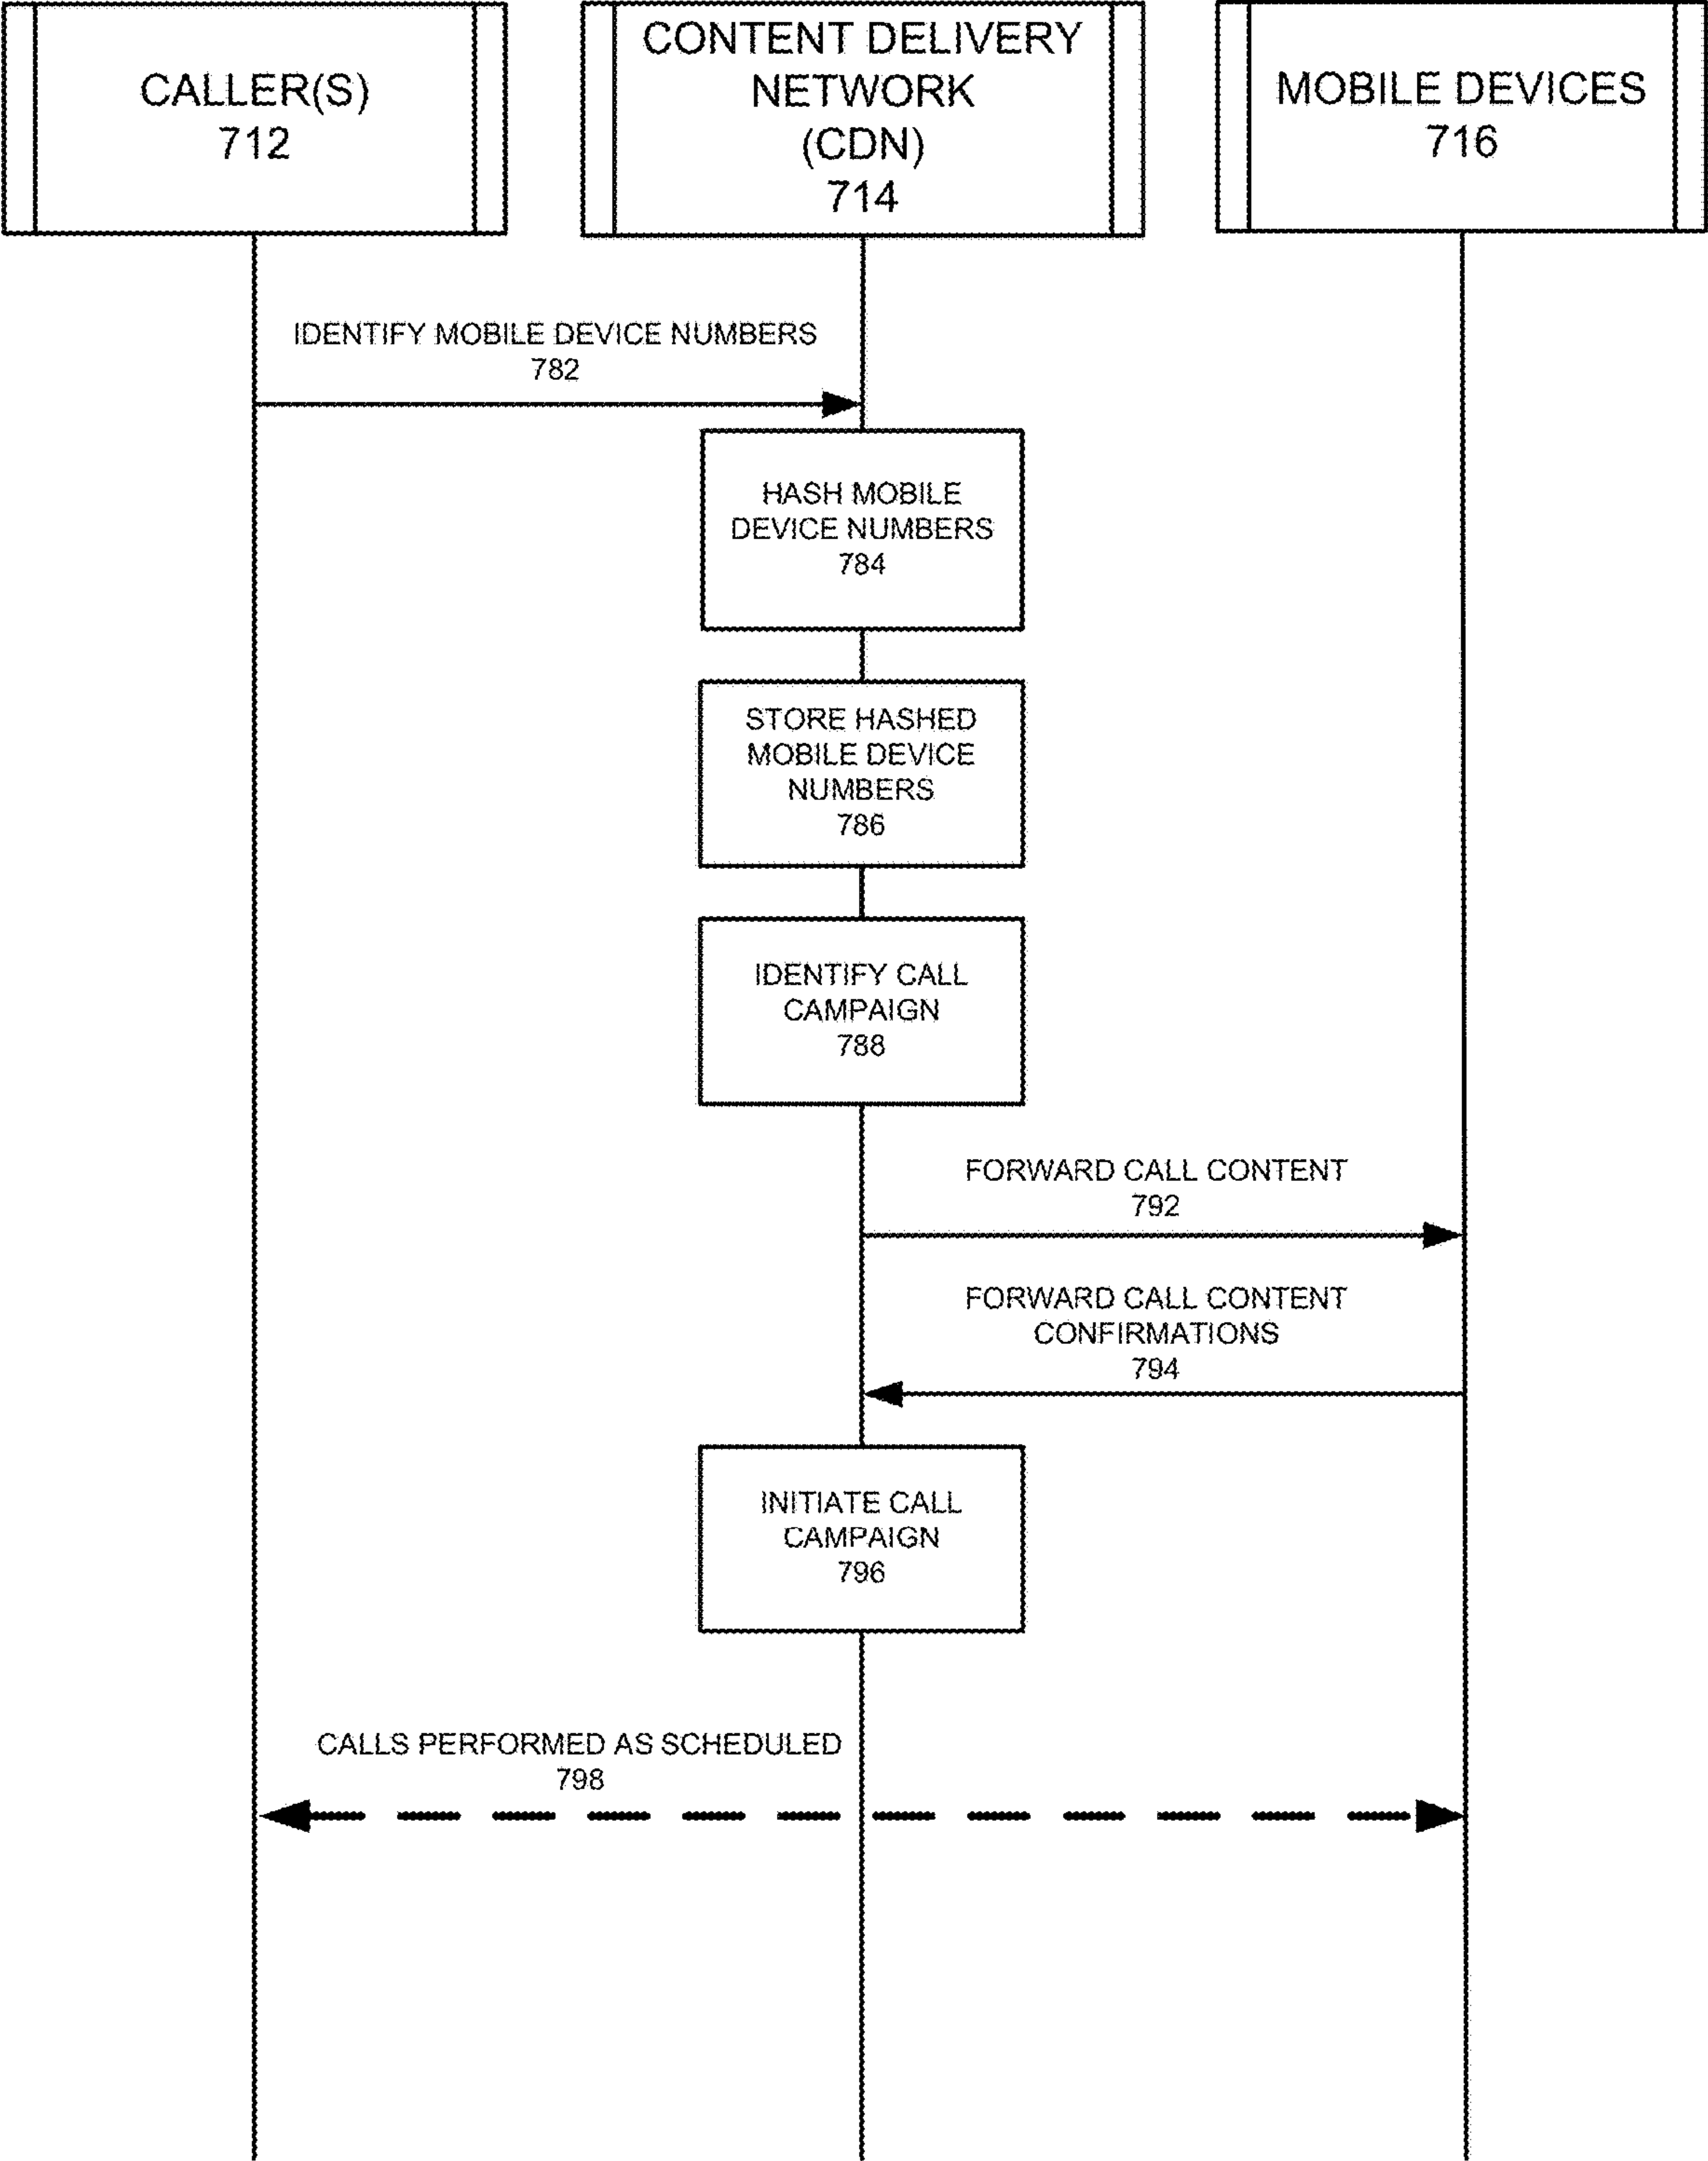 CALLER(S)
712
CONTENT DELIVERY
NETWORK
(CDN)
714
MOBILE DEVICES
716
IDENTIFY MOBILE DEVICE NUMBERS
782
HASH MOBILE
DEVICE NUMBERS
784
STORE HASHED
MOBILE DEVICE
NUMBERS
786
IDENTIFY CALL
CAMPAIGN
788
FORWARD CALL CONTENT
792
FORWARD CALL CONTENT
CONFIRMATIONS
794
INITIATE CALL
CAMPAIGN
796
CALLS PERFORMED AS SCHEDULED
798